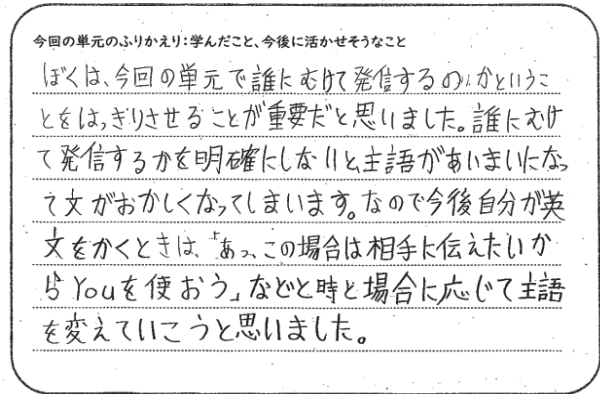 今回の単元のふりかえり：学んだこと、今後に活かせそうなこと
ぼくは、今回の単元で誰にむけて発信するのかというこ
とをはっきりさせることが重要だと思いました。誰にむけ
て発信するかを明確にしないと主語があいまいになっ
て文がおかしくなってしまいます。なので今後自分が英
文をかくときは、「あっ、この場合は相手に伝えたいか
らYouを使おう」などと時と場合に応じて主語
を変えていこうと思いました。